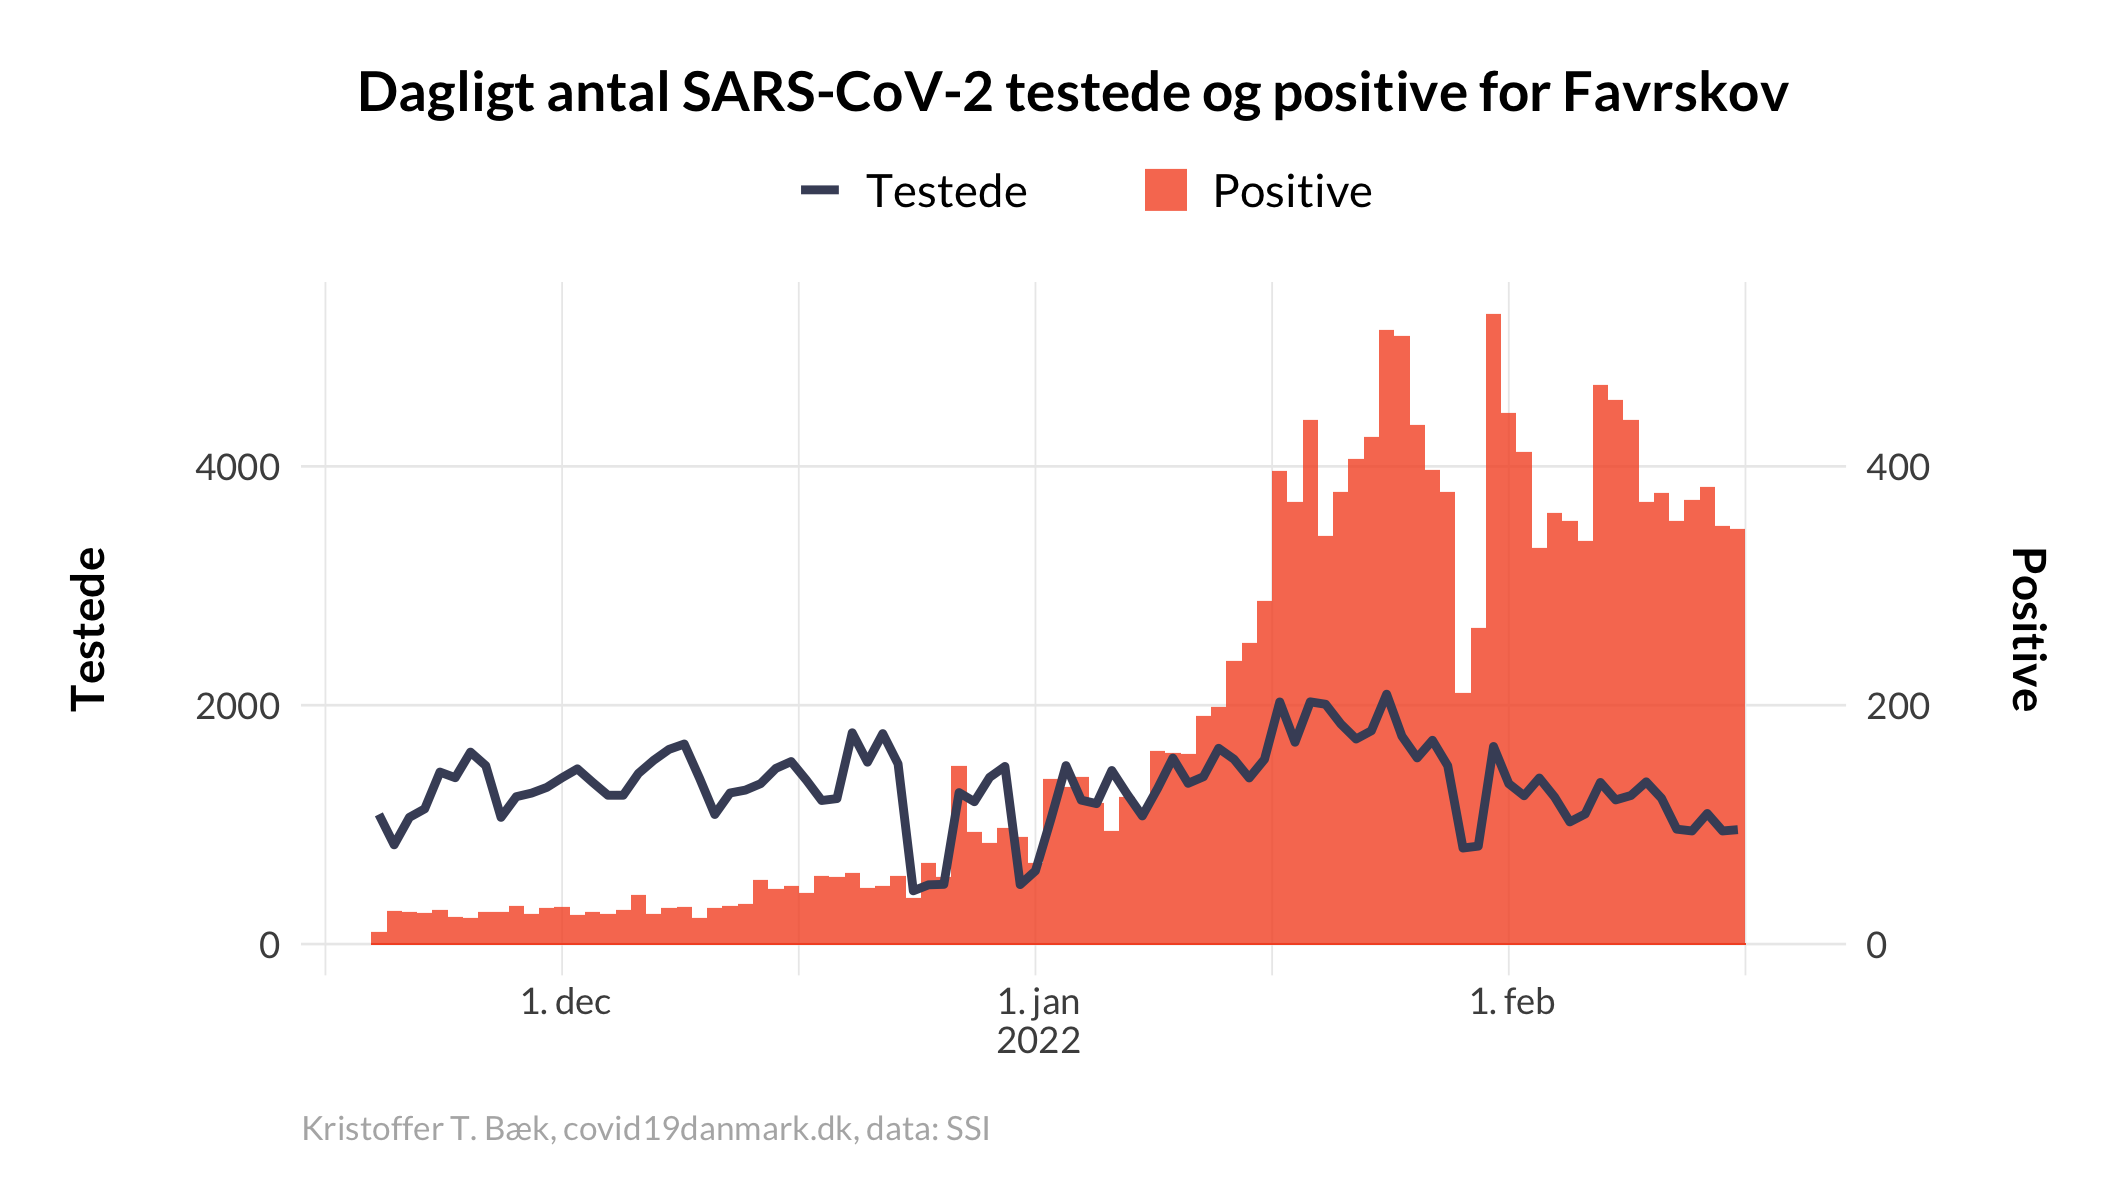 Dagligt antal SARS-CoV-2 testede og positive for Favrskov
Testede
Positive
Testede
4000
2000
0
400
200
0
Positive
1. dec
1. jan
2022
1. feb
Kristoffer T. Bæk, covid19danmark.dk, data: SSI